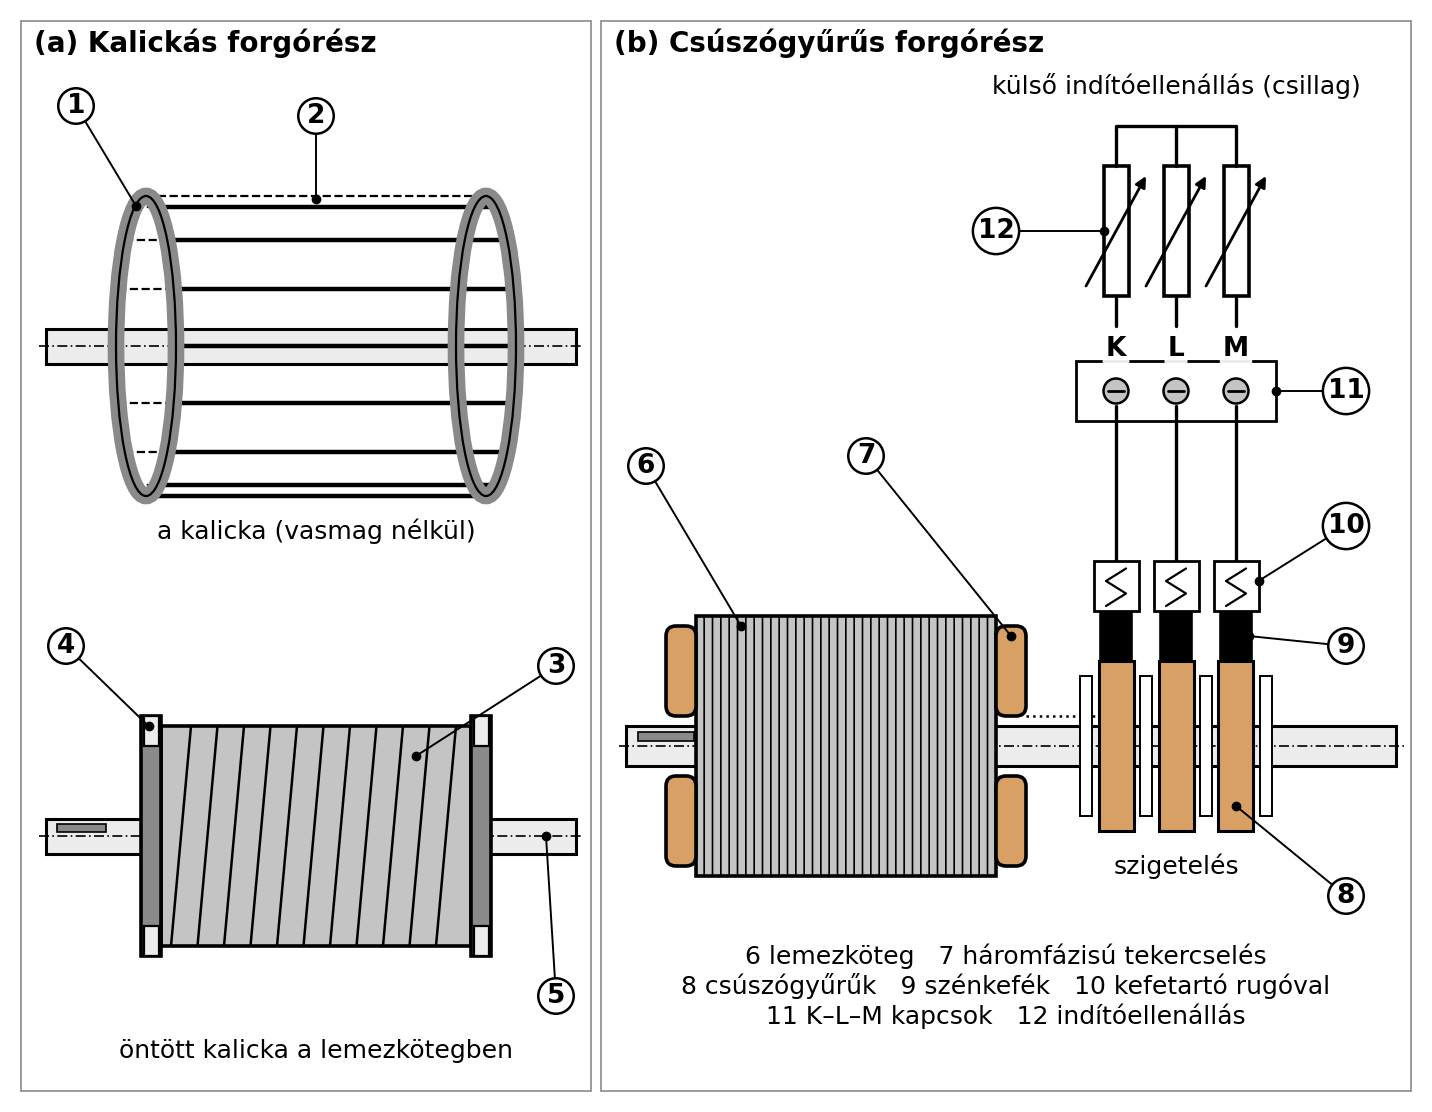 (a) Kalickás forgórész
1
2
a kalicka (vasmag nélkül)
4
3
5
öntött kalicka a lemezkötegben
(b) Csúszógyűrűs forgórész
külső indítóellenállás (csillag)
12
K L M
11
6
7
10
9
szigetelés
8
6 lemezköteg 7 háromfázisú tekercselés
8 csúszógyűrűk 9 szénkefék 10 kefetartó rugóval
11 K–L–M kapcsok 12 indítóellenállás